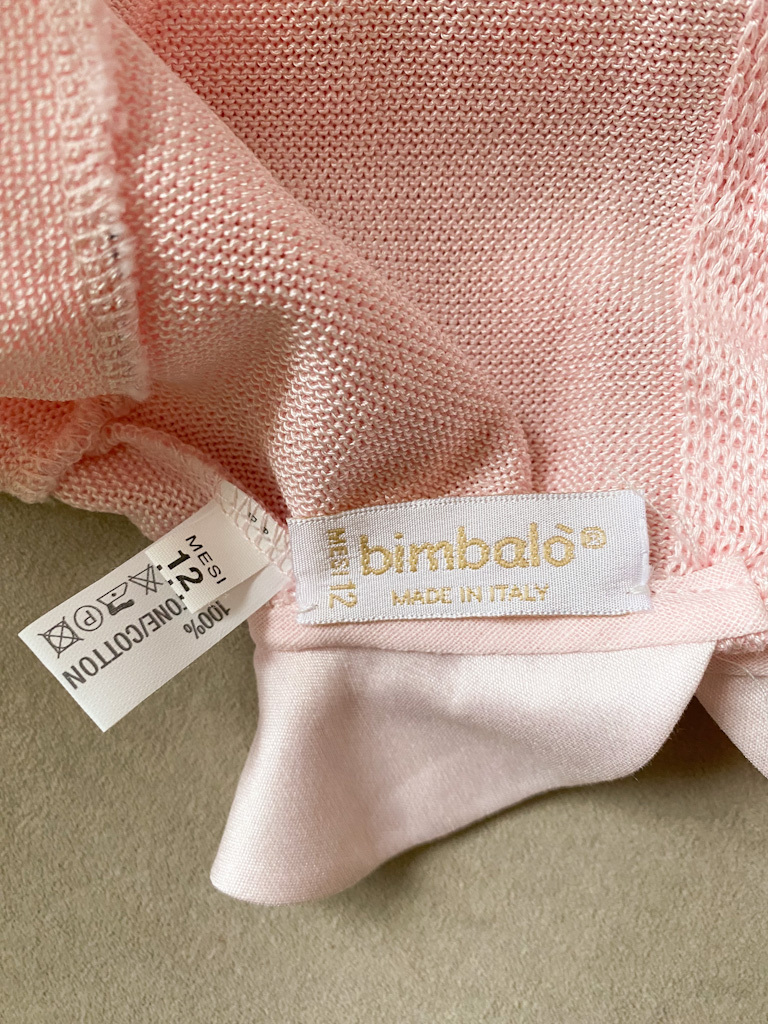 bimbalò®
MADE IN ITALY
MESI 12
MESI
12
100%
ONE/COTTON
P